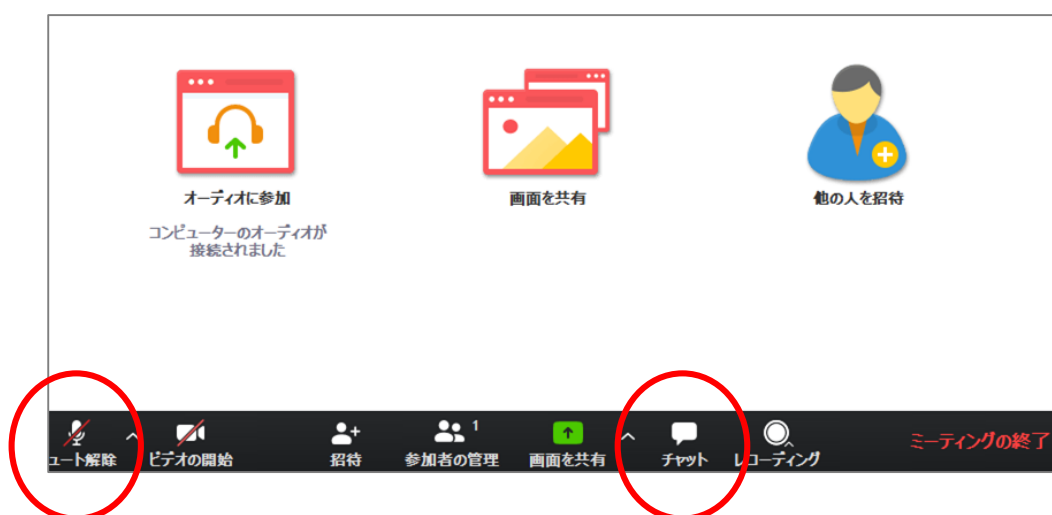 オーディオに参加
コンピューターのオーディオが
接続されました
画面を共有
他の人を招待
1
ュート解除
ビデオの開始
招待
参加者の管理
画面を共有
チャット
レコーディング
ミーティングの終了